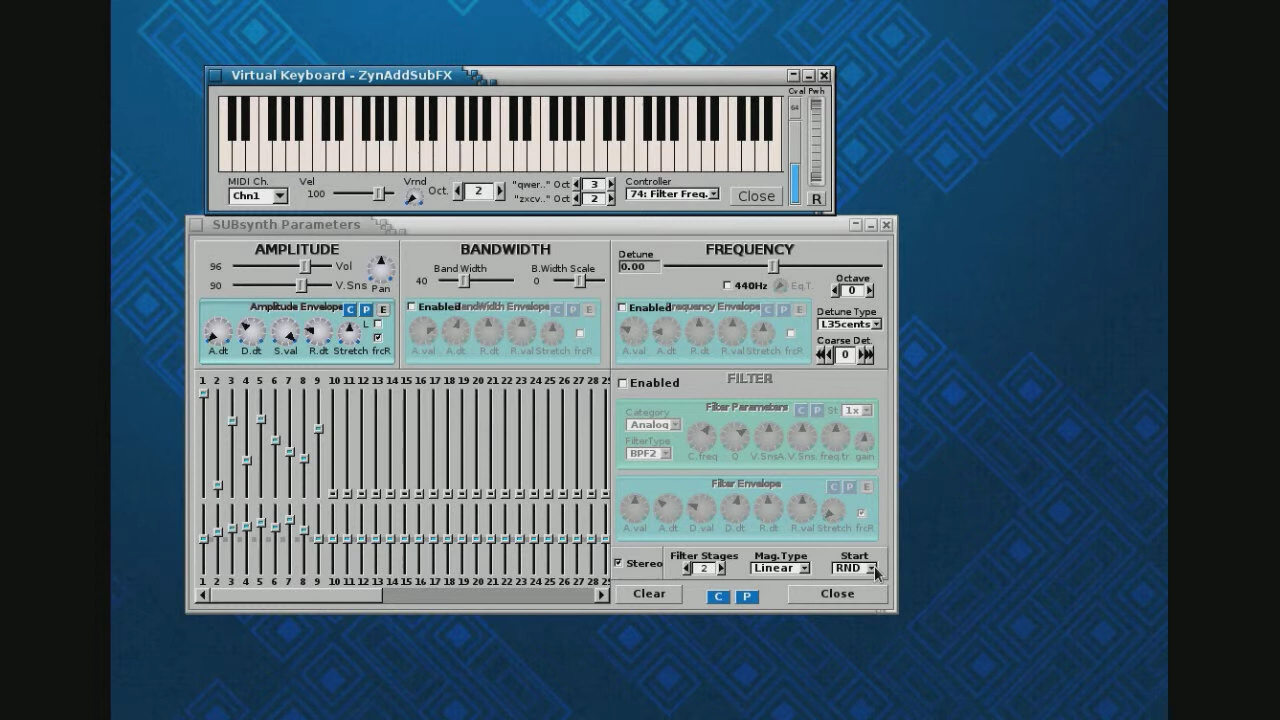 Virtual Keyboard - ZynAddSubFX
Cval Pwh
64
MIDI Ch. Vel Vrnd "qwer.." Oct 3 Controller
Chn1 100 Oct. 2 "zxcv.." Oct 2 74: Filter Freq. Close R
SUBsynth Parameters
AMPLITUDE BANDWIDTH FREQUENCY
96 Vol Band Width B.Width Scale Detune
90 V.Sns Pan 40 0 0.00
440Hz Eq.T. Octave
0
Amplitude Envelope C P E Enabled BandWidth Envelope C P E Enabled Frequency Envelope C P E Detune Type
L L35cents
Coarse Det.
A.dt D.dt S.val R.dt Stretch frcR A.val A.dt R.dt R.val Stretch frcR A.val A.dt R.dt R.val Stretch frcR 0
1 2 3 4 5 6 7 8 9 10 11 12 13 14 15 16 17 18 19 20 21 22 23 24 25 26 27 28 29
Enabled FILTER
Filter Parameters C P St 1x
Category
Analog
FilterType
BPF2 C.freq Q V.SnsA. V.Sns. freq.tr gain
Filter Envelope C P E
A.val A.dt D.val D.dt R.dt R.val Stretch frcR
Stereo Filter Stages Mag.Type Start
2 Linear RND
1 2 3 4 5 6 7 8 9 10 11 12 13 14 15 16 17 18 19 20 21 22 23 24 25 26 27 28 29
Clear C P Close